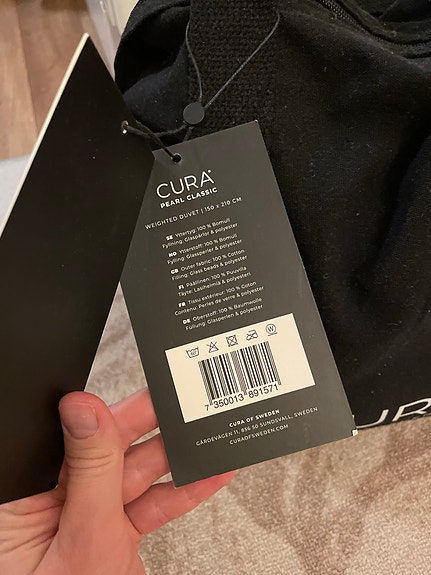 CURA
PEARL CLASSIC
WEIGHTED DUVET | 150 x 210 CM
SE Yttertyg: 100 % Bomull
Fyllning: Glaspärlor & polyester
NO Ytterstoff: 100 % Bomull
Fylling: Glassperler & polyester
GB Outer fabric: 100 % Cotton
Filling: Glass beads & polyester
FI Päällinen: 100 % Puuvilla
Täyte: Lasihelmiä & polyesteri
FR Tissu extérieur: 100 % Coton
Contenu: Perles de verre & polyester
DE Oberstoff: 100 % Baumwolle
Füllung: Glasperlen & polyester
7 350013 891571
CURA OF SWEDEN
GÄRDEVÄGEN 11, 856 50 SUNDSVALL, SWEDEN
CURAOFSWEDEN.COM
UR